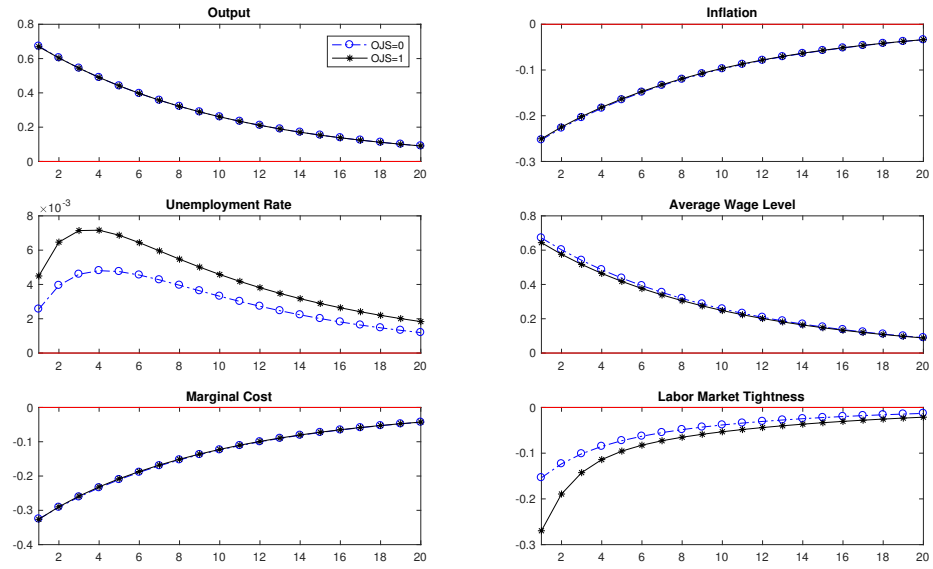 Output
0.8
0.6
0.4
0.2
0
2 4 6 8 10 12 14 16 18 20
OJS=0
OJS=1
Inflation
0
-0.1
-0.2
-0.3
2 4 6 8 10 12 14 16 18 20
Unemployment Rate
×10⁻³
8
6
4
2
0
2 4 6 8 10 12 14 16 18 20
Average Wage Level
0.8
0.6
0.4
0.2
0
2 4 6 8 10 12 14 16 18 20
Marginal Cost
0
-0.1
-0.2
-0.3
-0.4
2 4 6 8 10 12 14 16 18 20
Labor Market Tightness
0
-0.1
-0.2
-0.3
2 4 6 8 10 12 14 16 18 20